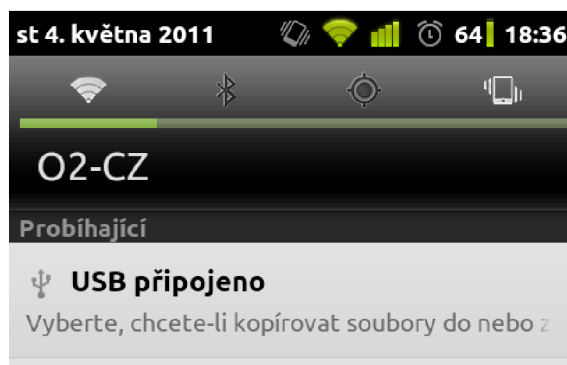 st 4. května 2011 64 18:36
O2-CZ
Probíhající
USB připojeno
Vyberte, chcete-li kopírovat soubory do nebo z